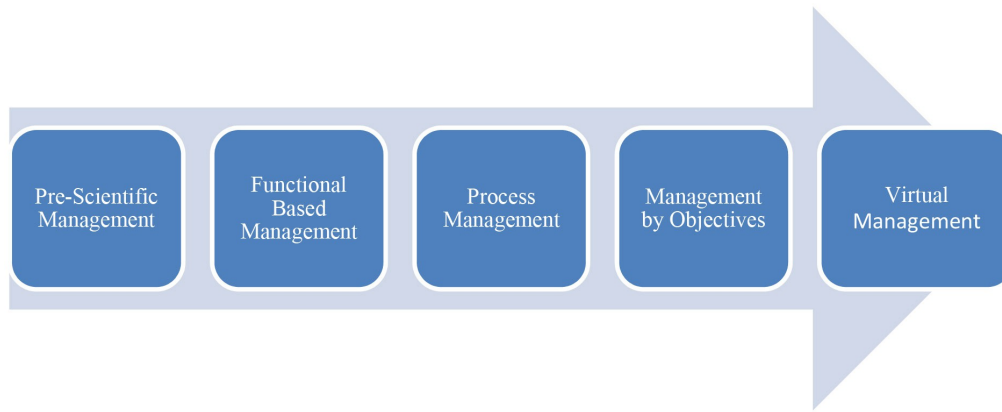 Pre-Scientific
Management
Functional
Based
Management
Process
Management
Management
by Objectives
Virtual
Management